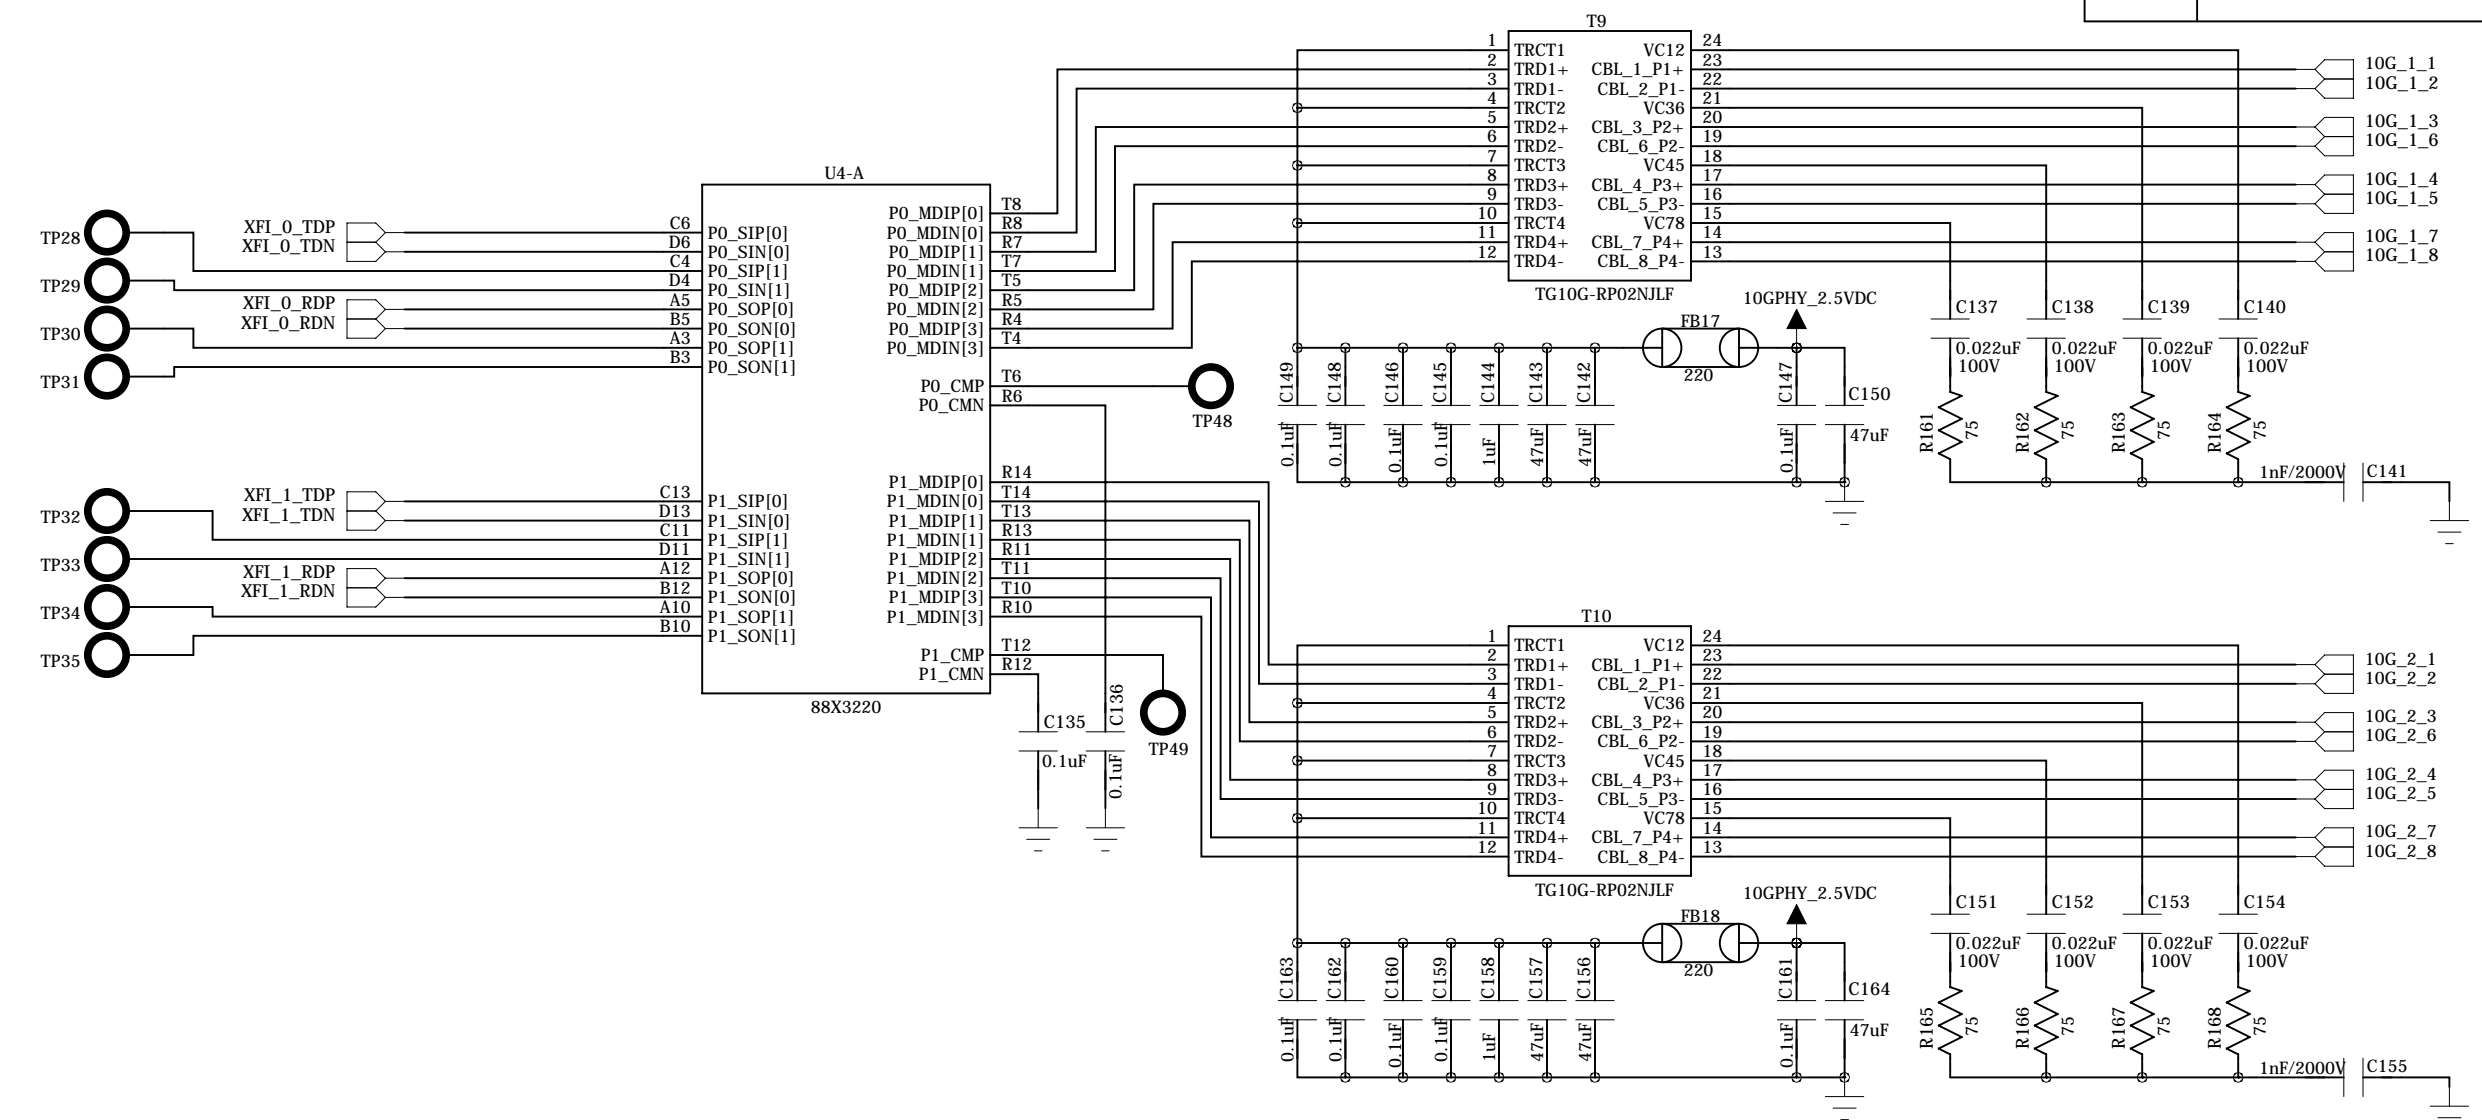 U4-A
TP28
TP29
TP30
TP31
XFI_0_TDP
XFI_0_TDN
XFI_0_RDP
XFI_0_RDN
C6 P0_SIP[0]
D6 P0_SIN[0]
C4 P0_SIP[1]
D4 P0_SIN[1]
A5 P0_SOP[0]
B5 P0_SON[0]
A3 P0_SOP[1]
B3 P0_SON[1]
P0_MDIP[0] T8
P0_MDIN[0] R8
P0_MDIP[1] R7
P0_MDIN[1] T7
P0_MDIP[2] T5
P0_MDIN[2] R5
P0_MDIP[3] R4
P0_MDIN[3] T4
P0_CMP T6
P0_CMN R6
TP48
TP32
TP33
TP34
TP35
XFI_1_TDP
XFI_1_TDN
XFI_1_RDP
XFI_1_RDN
C13 P1_SIP[0]
D13 P1_SIN[0]
C11 P1_SIP[1]
D11 P1_SIN[1]
A12 P1_SOP[0]
B12 P1_SON[0]
A10 P1_SOP[1]
B10 P1_SON[1]
P1_MDIP[0] R14
P1_MDIN[0] T14
P1_MDIP[1] T13
P1_MDIN[1] R13
P1_MDIP[2] R11
P1_MDIN[2] T11
P1_MDIP[3] T10
P1_MDIN[3] R10
P1_CMP T12
P1_CMN R12
88X3220
C135
0.1uF
C136
0.1uF
TP49
T9
1 TRCT1 VC12 24
2 TRD1+ CBL_1_P1+ 23
3 TRD1- CBL_2_P1- 22
4 TRCT2 VC36 21
5 TRD2+ CBL_3_P2+ 20
6 TRD2- CBL_6_P2- 19
7 TRCT3 VC45 18
8 TRD3+ CBL_4_P3+ 17
9 TRD3- CBL_5_P3- 16
10 TRCT4 VC78 15
11 TRD4+ CBL_7_P4+ 14
12 TRD4- CBL_8_P4- 13
TG10G-RP02NJLF
10G_1_1
10G_1_2
10G_1_3
10G_1_6
10G_1_4
10G_1_5
10G_1_7
10G_1_8
10GPHY_2.5VDC
FB17
220
C149 0.1uF
C148 0.1uF
C146 0.1uF
C145 0.1uF
C144 1uF
C143 47uF
C142 47uF
C147 0.1uF
C150
47uF
C137
0.022uF
100V
C138
0.022uF
100V
C139
0.022uF
100V
C140
0.022uF
100V
R161 75
R162 75
R163 75
R164 75
1nF/2000V C141
T10
1 TRCT1 VC12 24
2 TRD1+ CBL_1_P1+ 23
3 TRD1- CBL_2_P1- 22
4 TRCT2 VC36 21
5 TRD2+ CBL_3_P2+ 20
6 TRD2- CBL_6_P2- 19
7 TRCT3 VC45 18
8 TRD3+ CBL_4_P3+ 17
9 TRD3- CBL_5_P3- 16
10 TRCT4 VC78 15
11 TRD4+ CBL_7_P4+ 14
12 TRD4- CBL_8_P4- 13
TG10G-RP02NJLF
10G_2_1
10G_2_2
10G_2_3
10G_2_6
10G_2_4
10G_2_5
10G_2_7
10G_2_8
10GPHY_2.5VDC
FB18
220
C163 0.1uF
C162 0.1uF
C160 0.1uF
C159 0.1uF
C158 1uF
C157 47uF
C156 47uF
C161 0.1uF
C164
47uF
C151
0.022uF
100V
C152
0.022uF
100V
C153
0.022uF
100V
C154
0.022uF
100V
R165 75
R166 75
R167 75
R168 75
1nF/2000V C155